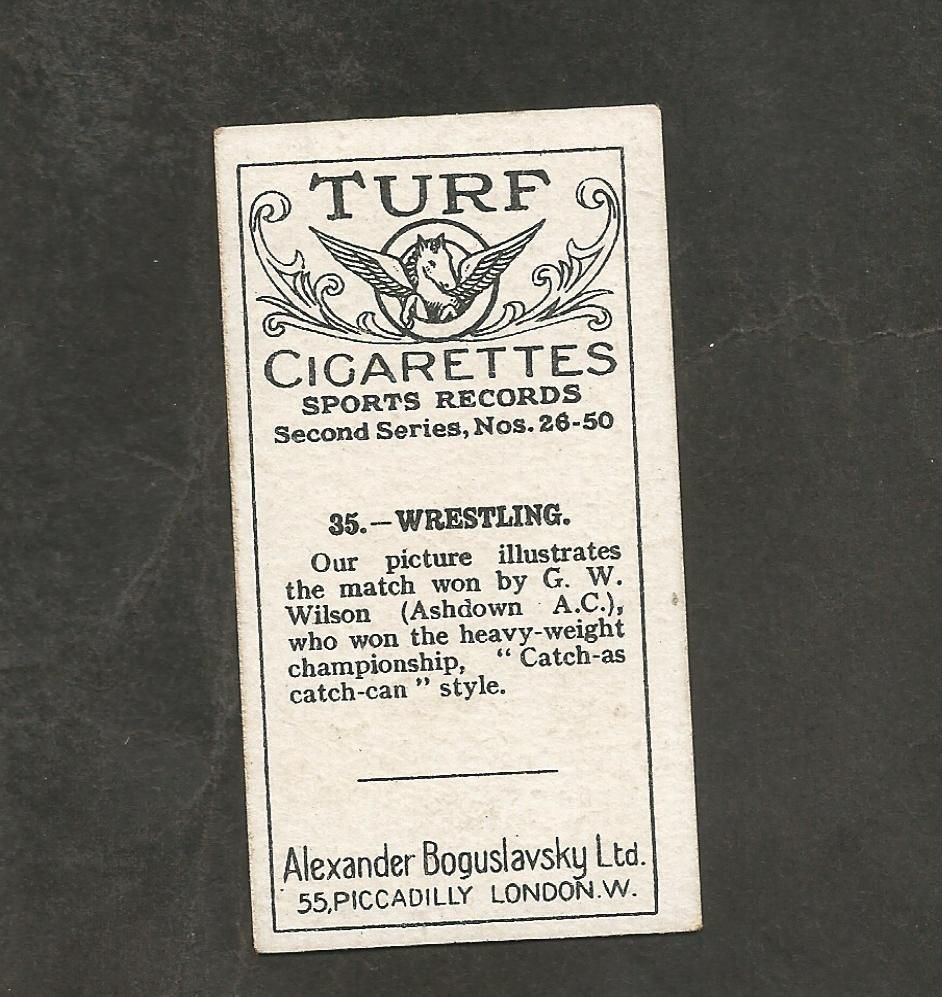 TURF
CIGARETTES
SPORTS RECORDS
Second Series, Nos. 26-50
35.—WRESTLING.
Our picture illustrates
the match won by G. W.
Wilson (Ashdown A.C.),
who won the heavy-weight
championship, "Catch-as
catch-can" style.
Alexander Boguslavsky Ltd.
55,PICCADILLY LONDON.W.